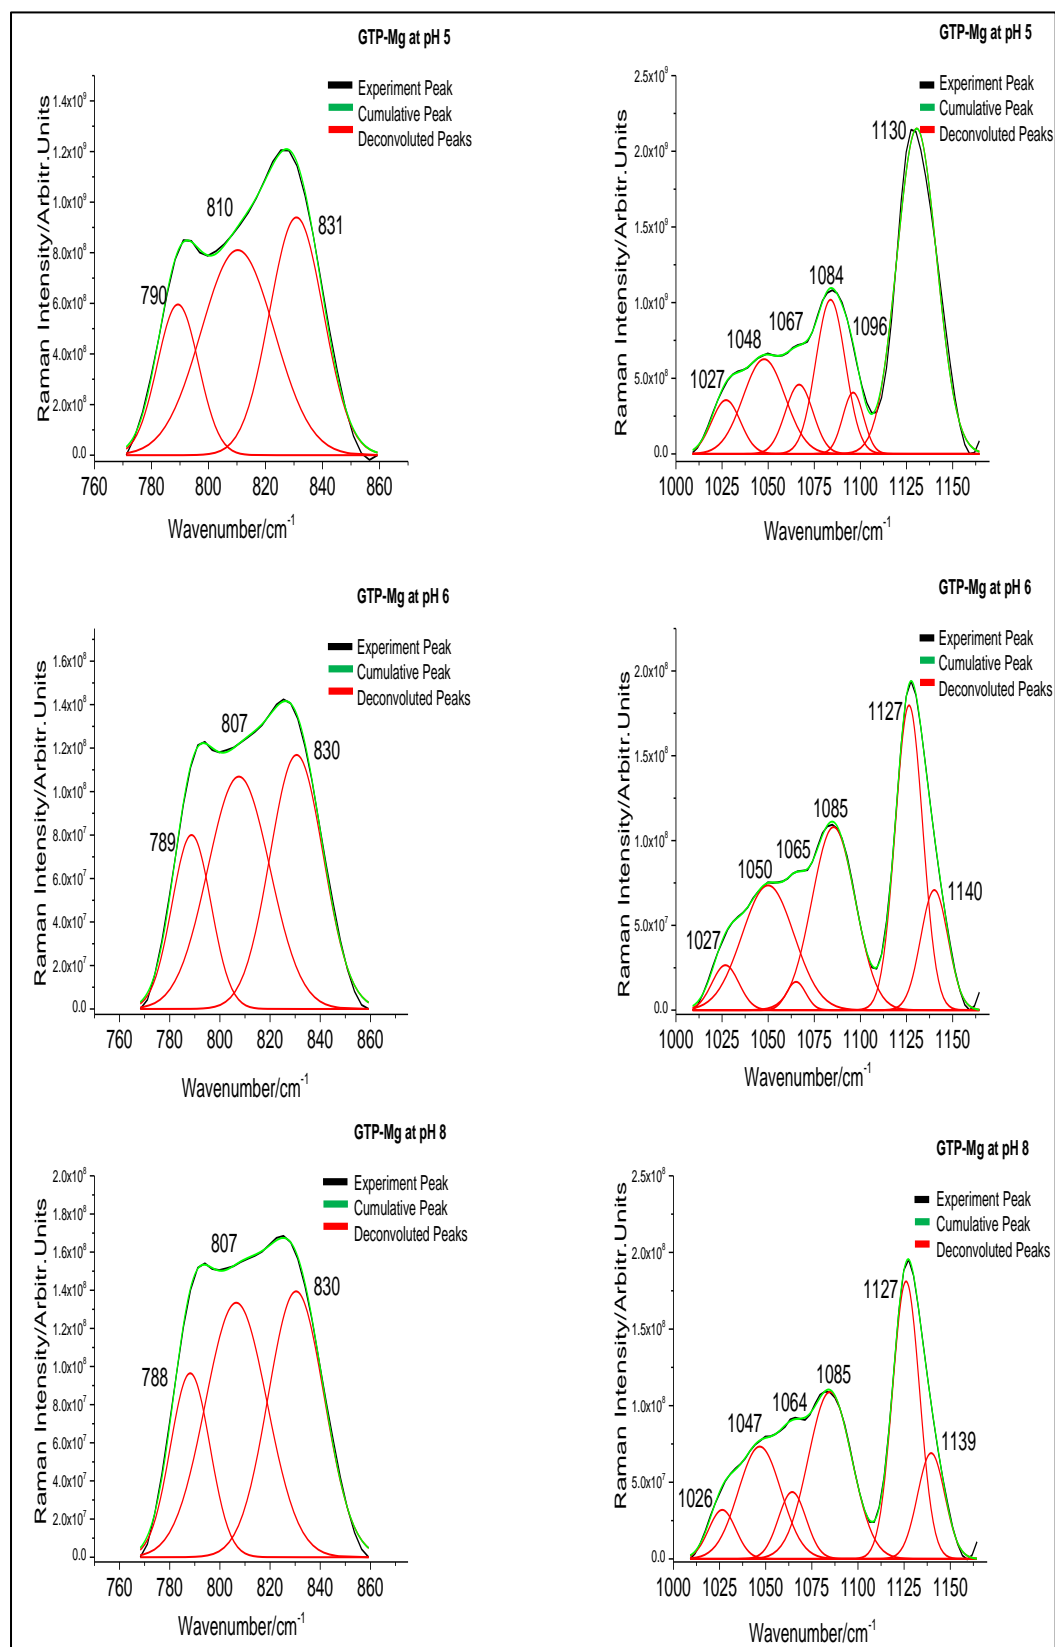 GTP-Mg at pH 5
Experiment Peak
Cumulative Peak
Deconvoluted Peaks
Raman Intensity/Arbitr.Units
1.4x10⁹
1.2x10⁹
1.0x10⁹
8.0x10⁸
6.0x10⁸
4.0x10⁸
2.0x10⁸
0.0
790
810
831
760 780 800 820 840 860
Wavenumber/cm⁻¹
GTP-Mg at pH 5
Experiment Peak
Cumulative Peak
Deconvoluted Peaks
Raman Intensity/Arbitr.Units
2.5x10⁹
2.0x10⁹
1.5x10⁹
1.0x10⁹
5.0x10⁸
0.0
1027
1048
1067
1084
1096
1130
1000 1025 1050 1075 1100 1125 1150
Wavenumber/cm⁻¹
GTP-Mg at pH 6
Experiment Peak
Cumulative Peak
Deconvoluted Peaks
Raman Intensity/Arbitr.Units
1.6x10⁸
1.4x10⁸
1.2x10⁸
1.0x10⁸
8.0x10⁷
6.0x10⁷
4.0x10⁷
2.0x10⁷
0.0
789
807
830
760 780 800 820 840 860
Wavenumber/cm⁻¹
GTP-Mg at pH 6
Experiment Peak
Cumulative Peak
Deconvoluted Peaks
Raman Intensity/Arbitr.Units
2.0x10⁸
1.5x10⁸
1.0x10⁸
5.0x10⁷
0.0
1027
1050
1065
1085
1127
1140
1000 1025 1050 1075 1100 1125 1150
Wavenumber/cm⁻¹
GTP-Mg at pH 8
Experiment Peak
Cumulative Peak
Deconvoluted Peaks
Raman Intensity/Arbitr.Units
2.0x10⁸
1.8x10⁸
1.6x10⁸
1.4x10⁸
1.2x10⁸
1.0x10⁸
8.0x10⁷
6.0x10⁷
4.0x10⁷
2.0x10⁷
0.0
788
807
830
760 780 800 820 840 860
Wavenumber/cm⁻¹
GTP-Mg at pH 8
Experiment Peak
Cumulative Peak
Deconvoluted Peaks
Raman Intensity/Arbitr.Units
2.5x10⁸
2.0x10⁸
1.5x10⁸
1.0x10⁸
5.0x10⁷
0.0
1026
1047
1064
1085
1127
1139
1000 1025 1050 1075 1100 1125 1150
Wavenumber/cm⁻¹